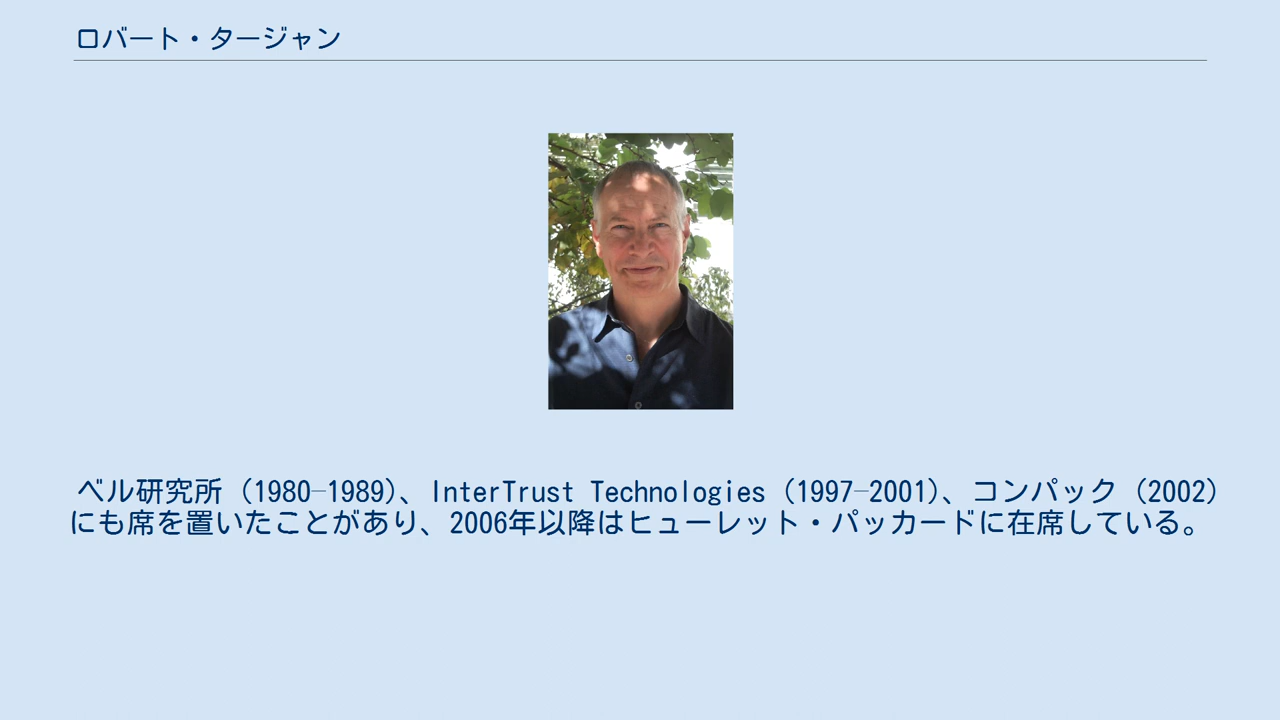 ロバート・タージャン
ベル研究所（1980–1989）、InterTrust Technologies（1997–2001）、コンパック（2002）
にも席を置いたことがあり、2006年以降はヒューレット・パッカードに在席している。